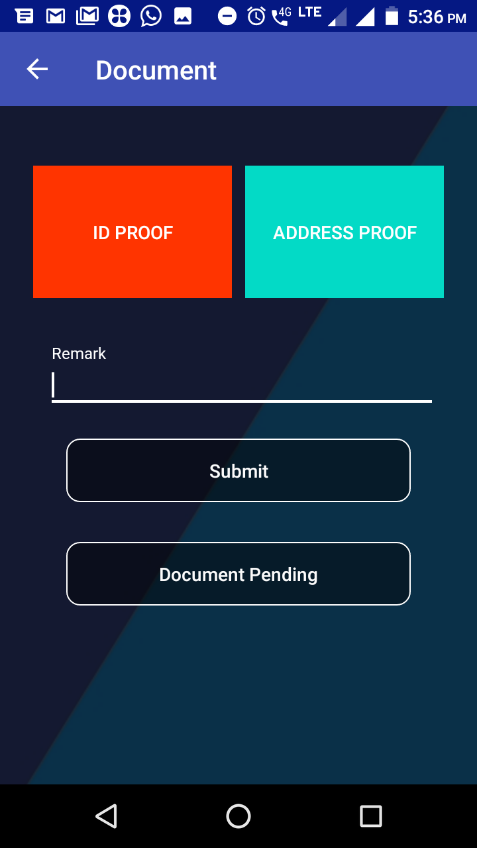 4G LTE 5:36 PM
Document
ID PROOF
ADDRESS PROOF
Remark
Submit
Document Pending